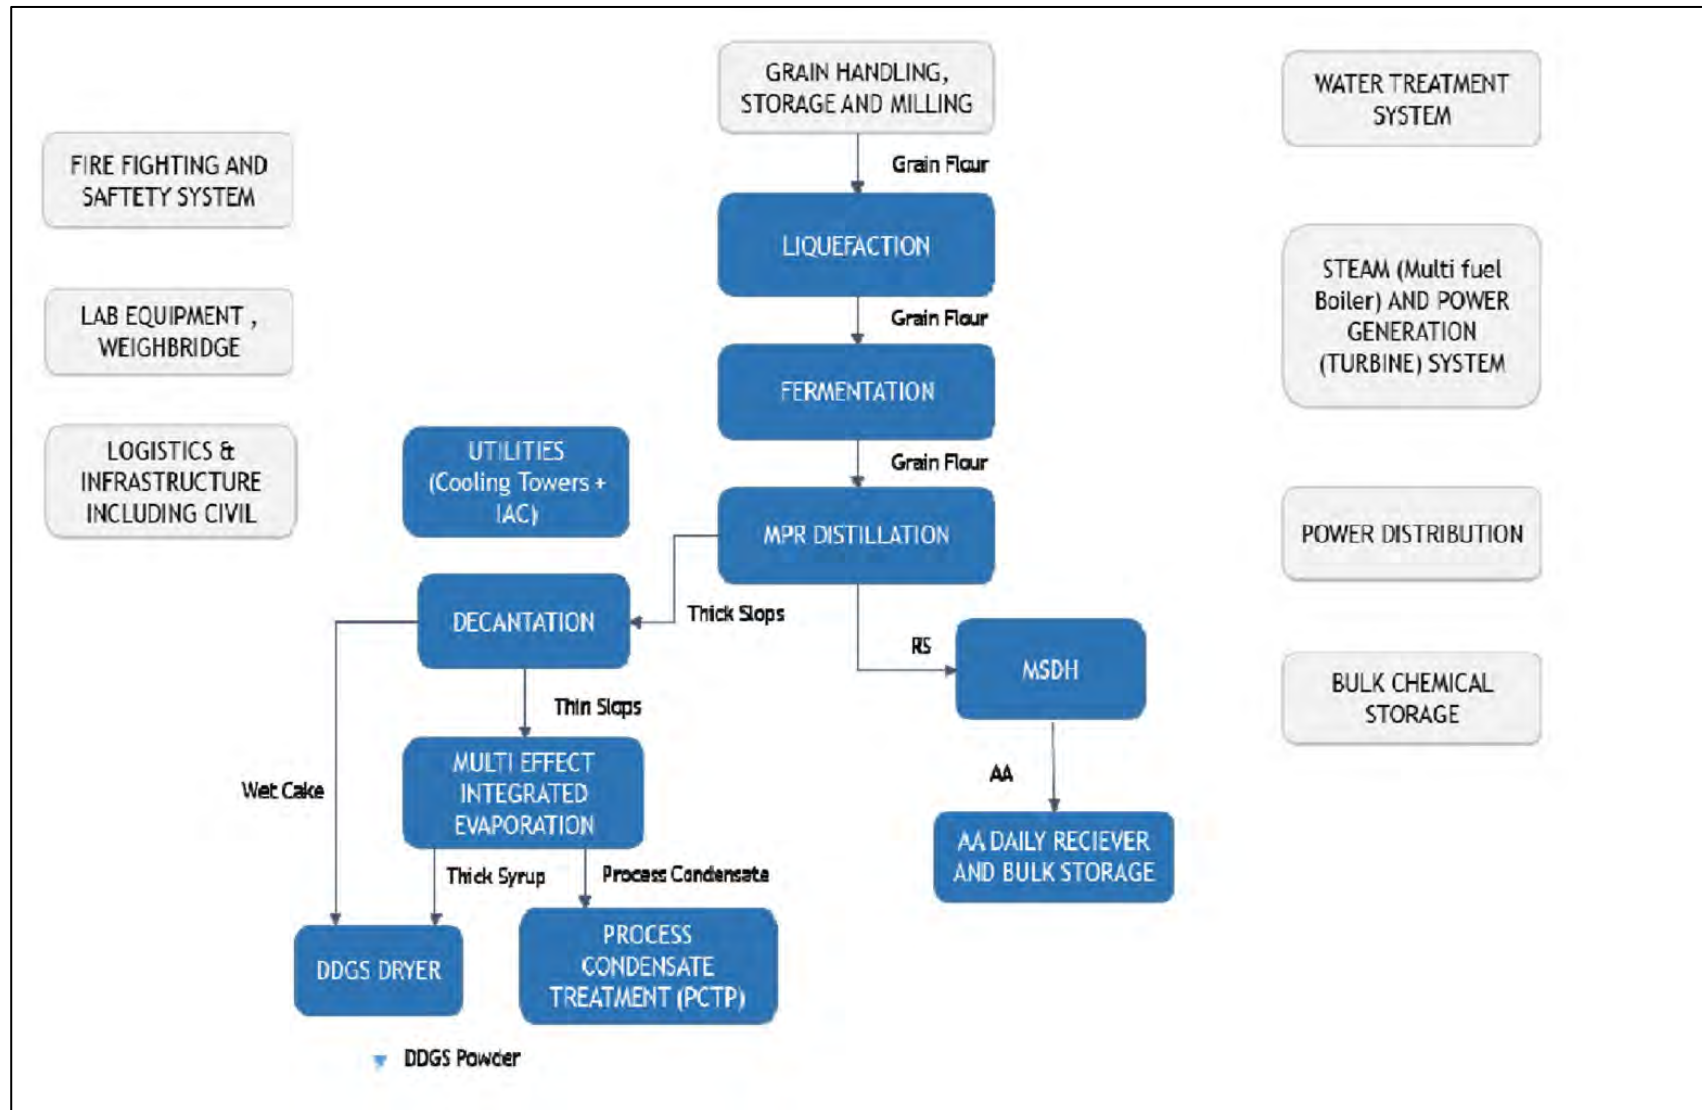 GRAIN HANDLING,
STORAGE AND MILLING
WATER TREATMENT
SYSTEM
FIRE FIGHTING AND
SAFTETY SYSTEM
Grain Flour
LIQUEFACTION
STEAM (Multi fuel
Boiler) AND POWER
GENERATION
(TURBINE) SYSTEM
LAB EQUIPMENT ,
WEIGHBRIDGE
Grain Flour
FERMENTATION
LOGISTICS &
INFRASTRUCTURE
INCLUDING CIVIL
UTILITIES
(Cooling Towers +
IAC)
Grain Flour
MPR DISTILLATION
POWER DISTRIBUTION
DECANTATION
Thick Slops
RS
MSDH
BULK CHEMICAL
STORAGE
Thin Slops
Wet Cake
MULTI EFFECT
INTEGRATED
EVAPORATION
AA
AA DAILY RECIEVER
AND BULK STORAGE
Thick Syrup
Process Condensate
DDGS DRYER
PROCESS
CONDENSATE
TREATMENT (PCTP)
DDGS Powder